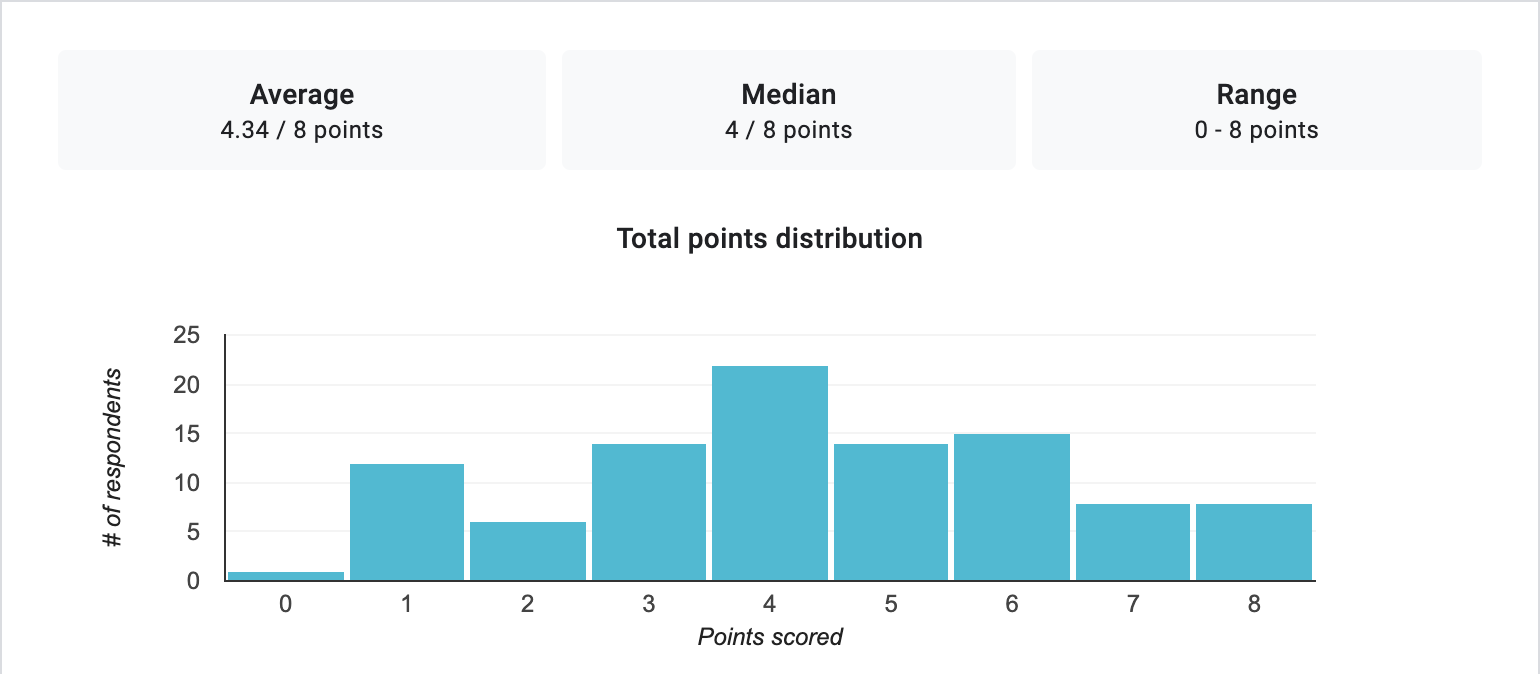 Average
4.34 / 8 points
Median
4 / 8 points
Range
0 - 8 points
Total points distribution
# of respondents
25
20
15
10
5
0
0 1 2 3 4 5 6 7 8
Points scored